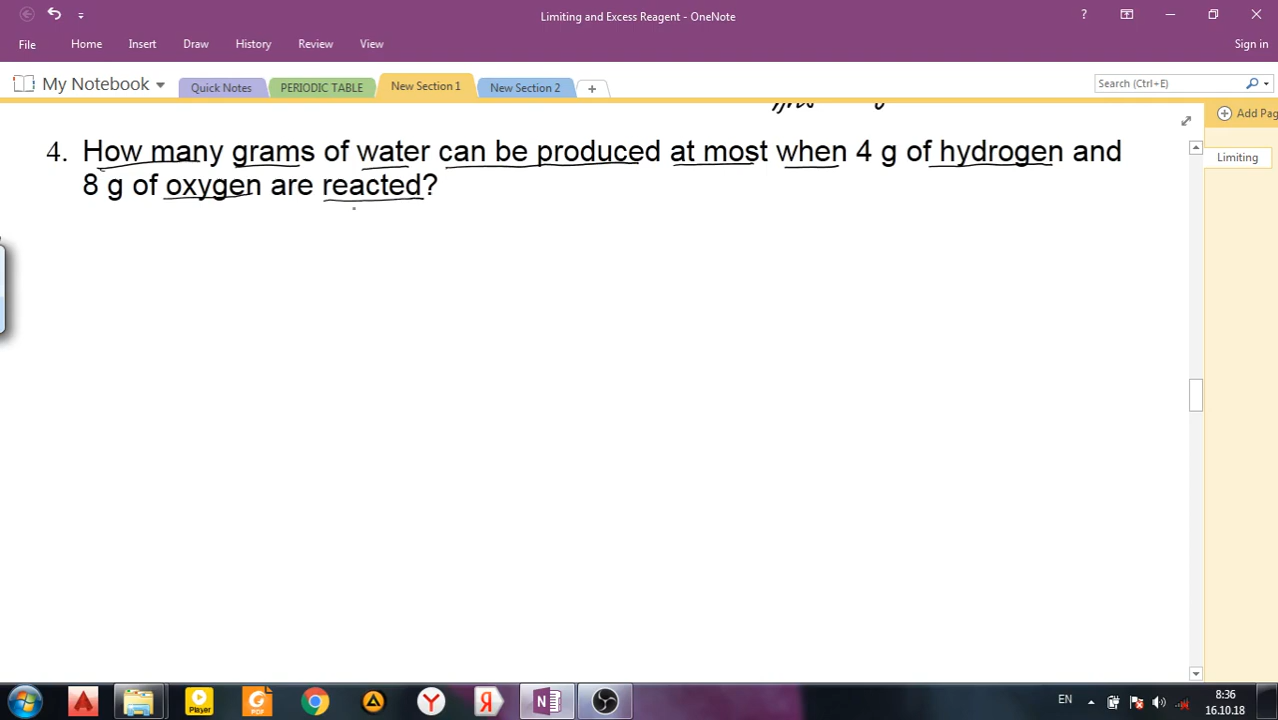 Limiting and Excess Reagent - OneNote
?
File
Home
Insert
Draw
History
Review
View
Sign in
My Notebook
Quick Notes
PERIODIC TABLE
New Section 1
New Section 2
Search (Ctrl+E)
Add Pag
Limiting
4. How many grams of water can be produced at most when 4 g of hydrogen and
8 g of oxygen are reacted?
Player
PDF
Y
Я
N
EN
8:36
16.10.18